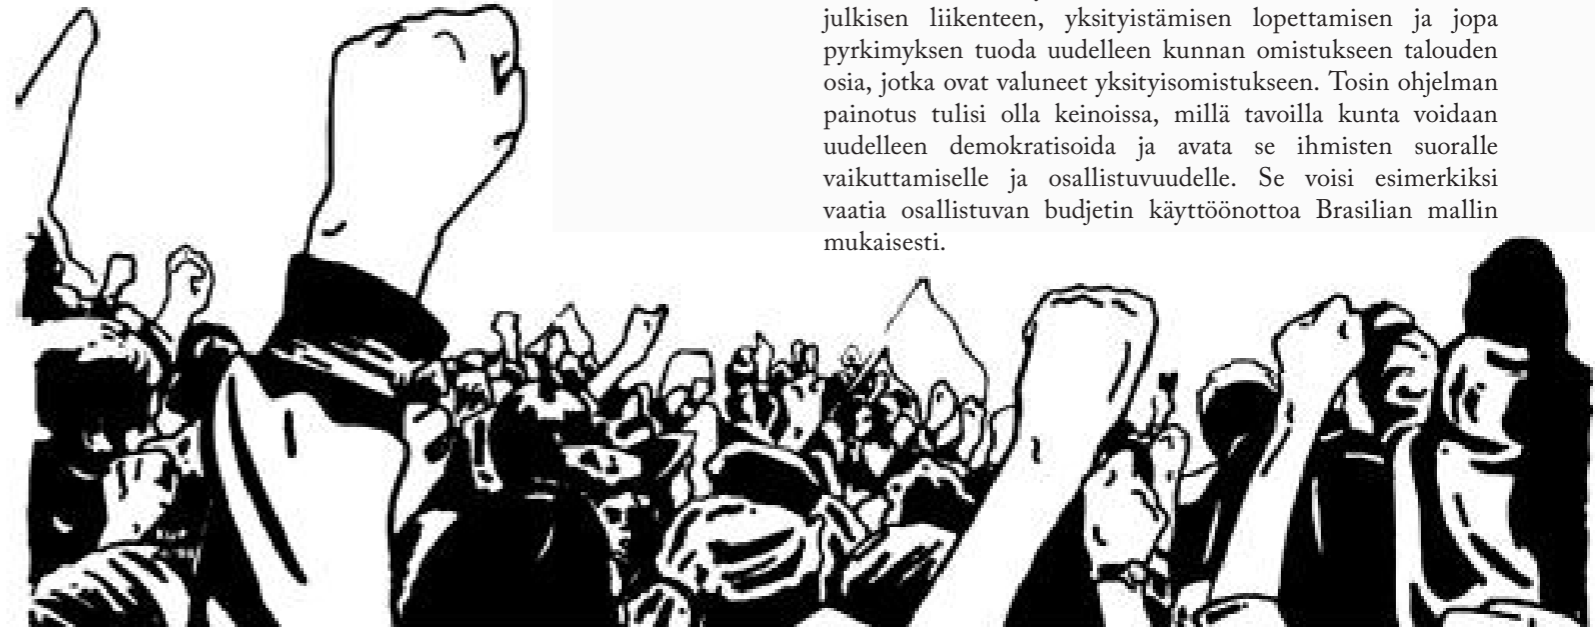 julkisen liikenteen, yksityistämisen lopettamisen ja jopa
pyrkimyksen tuoda uudelleen kunnan omistukseen talouden
osia, jotka ovat valuneet yksityisomistukseen. Tosin ohjelman
painotus tulisi olla keinoissa, millä tavoilla kunta voidaan
uudelleen demokratisoida ja avata se ihmisten suoralle
vaikuttamiselle ja osallistuvuudelle. Se voisi esimerkiksi
vaatia osallistuvan budjetin käyttöönottoa Brasilian mallin
mukaisesti.